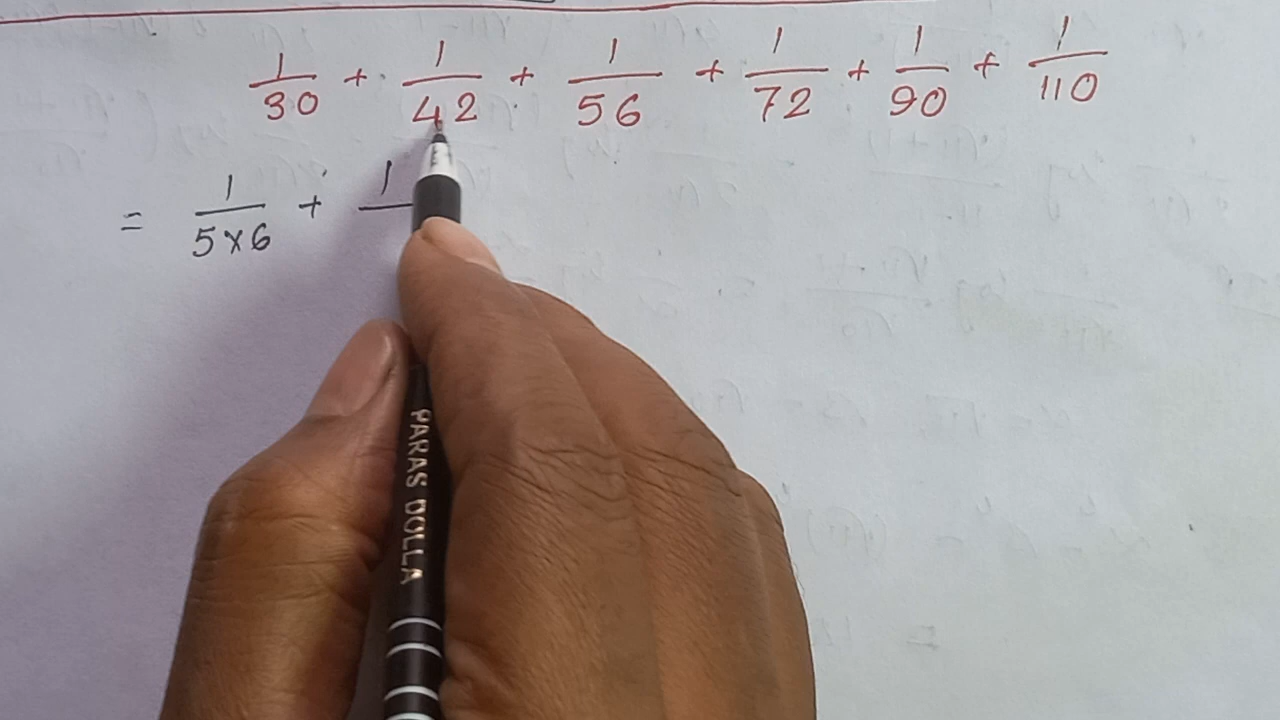 1/30 + 1/42 + 1/56 + 1/72 + 1/90 + 1/110
= 1/5×6 + 1/
PARAS DOLLA